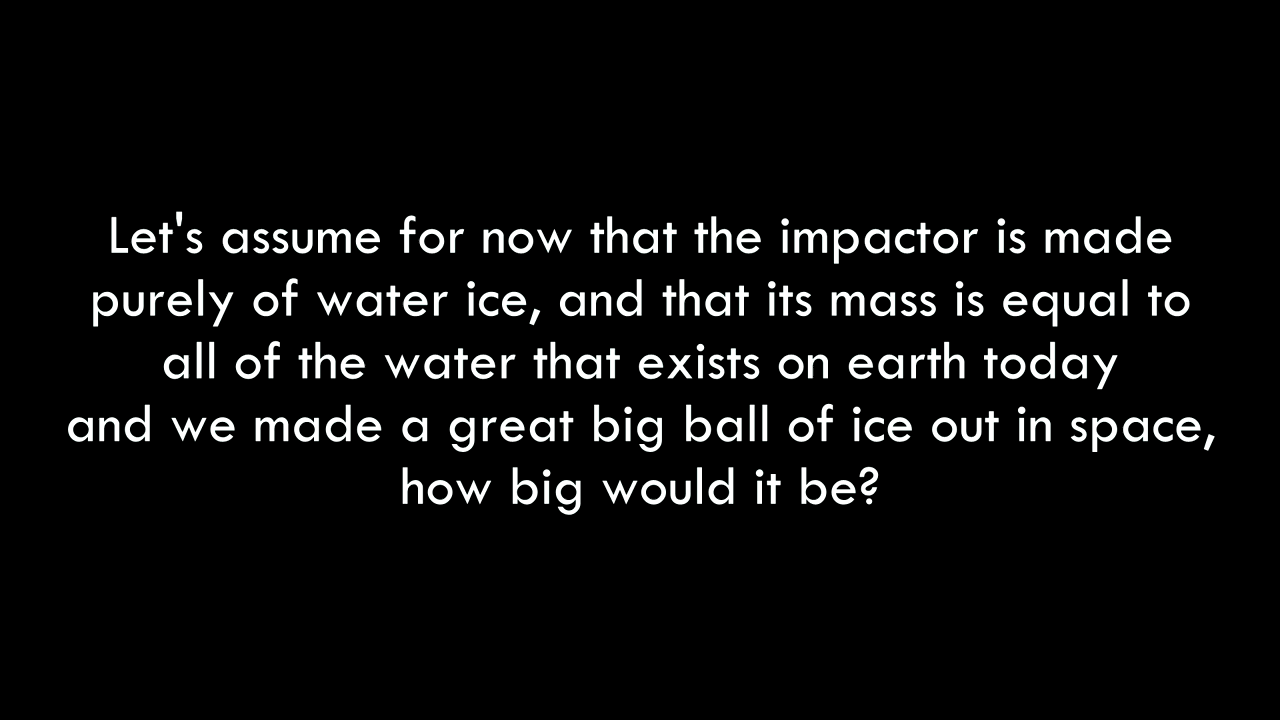 Let's assume for now that the impactor is made
purely of water ice, and that its mass is equal to
all of the water that exists on earth today
and we made a great big ball of ice out in space,
how big would it be?